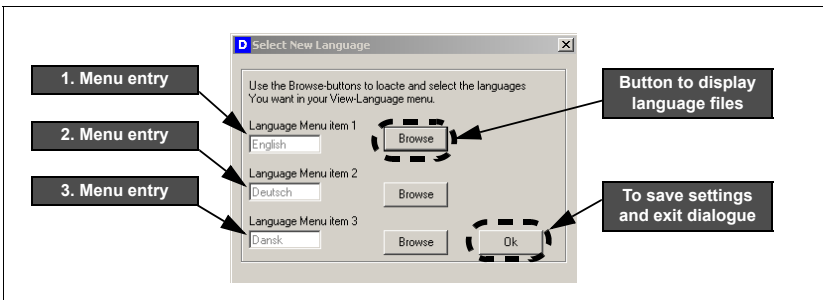 D Select New Language
1. Menu entry
Use the Browse-buttons to loacte and select the languages
You want in your View-Language menu.
Button to display
language files
Language Menu item 1
English
Browse
2. Menu entry
Language Menu item 2
Deutsch
Browse
3. Menu entry
To save settings
and exit dialogue
Language Menu item 3
Dansk
Browse
Ok